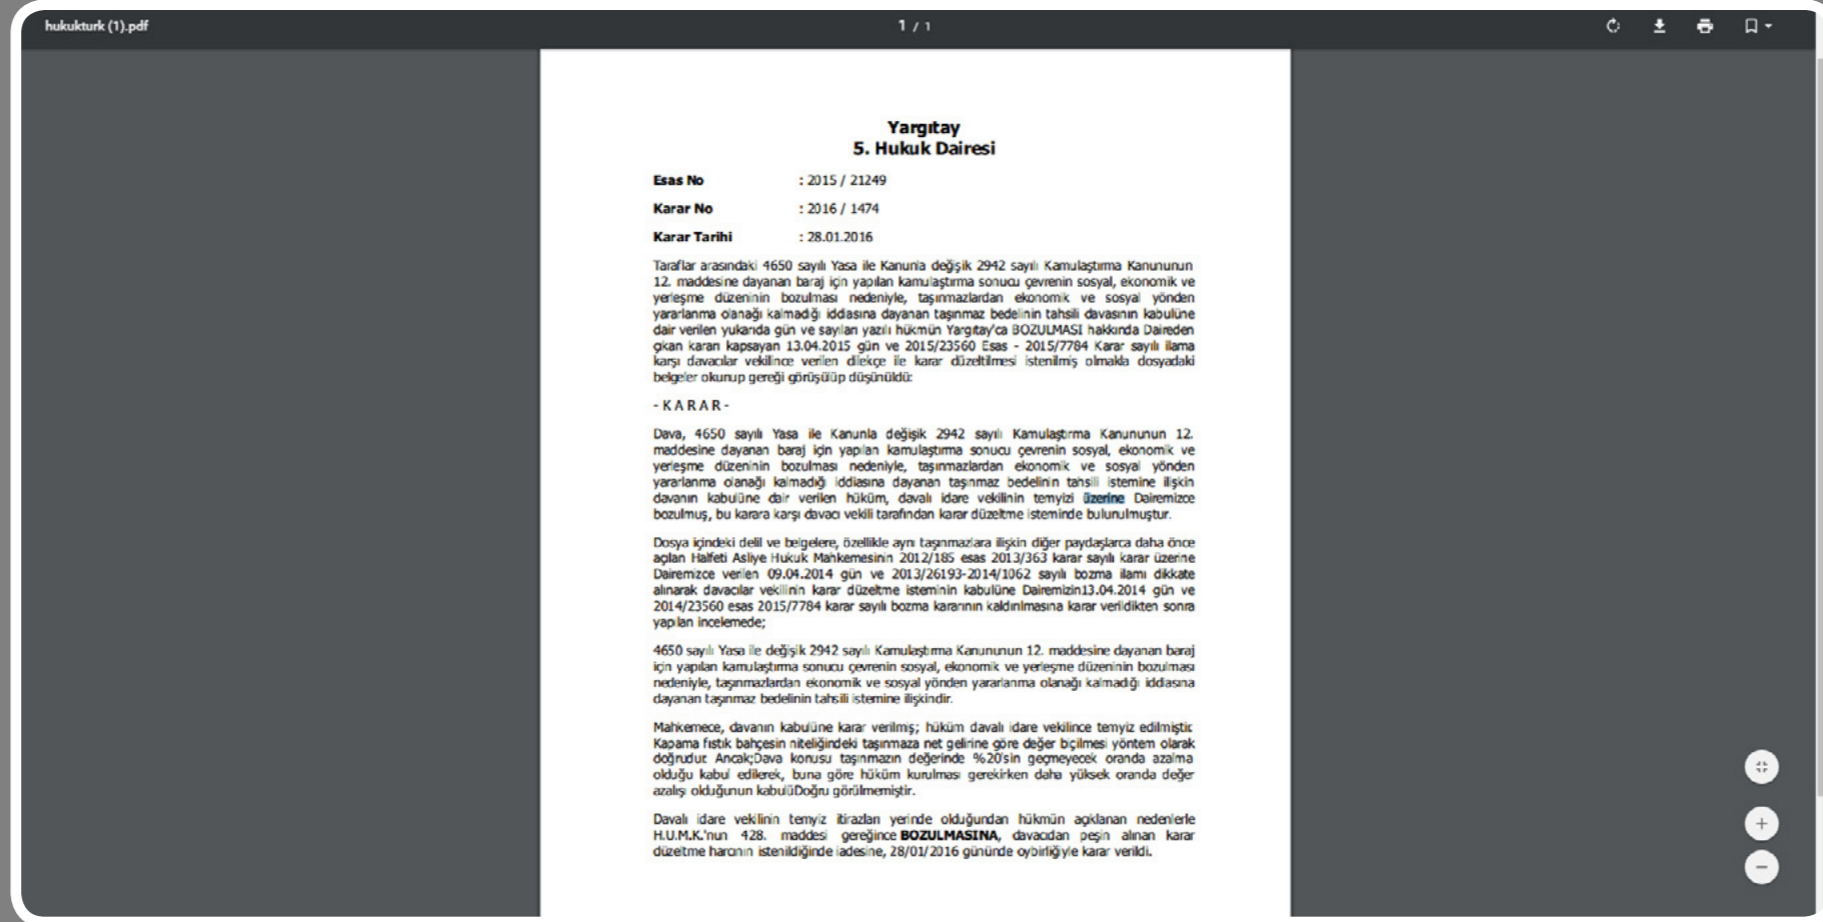 hukukturk (1).pdf
1 / 1
Yargıtay
5. Hukuk Dairesi
Esas No : 2015 / 21249
Karar No : 2016 / 1474
Karar Tarihi : 28.01.2016
Taraflar arasındaki 4650 sayılı Yasa ile Kanunla değişik 2942 sayılı Kamulaştırma Kanununun
12. maddesine dayanan baraj için yapılan kamulaştırma sonucu çevrenin sosyal, ekonomik ve
yerleşme düzeninin bozulması nedeniyle, taşınmazlardan ekonomik ve sosyal yönden
yararlanma olanağı kalmadığı iddiasına dayanan taşınmaz bedelinin tahsili davasının kabulüne
dair verilen yukarıda gün ve sayıları yazılı hükmün Yargıtay'ca BOZULMASI hakkında Daireden
çıkan kararı kapsayan 13.04.2015 gün ve 2015/23560 Esas - 2015/7784 Karar sayılı ilama
karşı davacılar vekilince verilen dilekçe ile karar düzeltilmesi istenilmiş olmakla dosyadaki
belgeler okunup gereği görüşülüp düşünüldü:
- K A R A R -
Dava, 4650 sayılı Yasa ile Kanunla değişik 2942 sayılı Kamulaştırma Kanununun 12.
maddesine dayanan baraj için yapılan kamulaştırma sonucu çevrenin sosyal, ekonomik ve
yerleşme düzeninin bozulması nedeniyle, taşınmazlardan ekonomik ve sosyal yönden
yararlanma olanağı kalmadığı iddiasına dayanan taşınmaz bedelinin tahsili istemine ilişkin
davanın kabulüne dair verilen hüküm, davalı idare vekilinin temyizi üzerine Dairemizce
bozulmuş, bu karara karşı davacı vekili tarafından karar düzeltme isteminde bulunulmuştur.
Dosya içindeki delil ve belgelere, özellikle aynı taşınmazlara ilişkin diğer paydaşlarca daha önce
açılan Halfeti Asliye Hukuk Mahkemesinin 2012/185 esas 2013/363 karar sayılı karar üzerine
Dairemizce verilen 09.04.2014 gün ve 2013/26193-2014/1062 sayılı bozma ilamı dikkate
alınarak davacılar vekilinin karar düzeltme isteminin kabulüne Dairemizin13.04.2014 gün ve
2014/23560 esas 2015/7784 karar sayılı bozma kararının kaldırılmasına karar verildikten sonra
yapılan incelemede;
4650 sayılı Yasa ile değişik 2942 sayılı Kamulaştırma Kanununun 12. maddesine dayanan baraj
için yapılan kamulaştırma sonucu çevrenin sosyal, ekonomik ve yerleşme düzeninin bozulması
nedeniyle, taşınmazlardan ekonomik ve sosyal yönden yararlanma olanağı kalmadığı iddiasına
dayanan taşınmaz bedelinin tahsili istemine ilişkindir.
Mahkemece, davanın kabulüne karar verilmiş; hüküm davalı idare vekilince temyiz edilmiştir.
Kapama fıstık bahçesin niteliğindeki taşınmaza net gelirine göre değer biçilmesi yöntem olarak
doğrudur. Ancak;Dava konusu taşınmazın değerinde %20'sin geçmeyecek oranda azalma
olduğu kabul edilerek, buna göre hüküm kurulması gerekirken daha yüksek oranda değer
azalışı olduğunun kabulüDoğru görülmemiştir.
Davalı idare vekilinin temyiz itirazları yerinde olduğundan hükmün açıklanan nedenlerle
H.U.M.K.'nun 428. maddesi gereğince BOZULMASINA, davacıdan peşin alınan karar
düzeltme harcının istenildiğinde iadesine, 28/01/2016 gününde oybirliğiyle karar verildi.